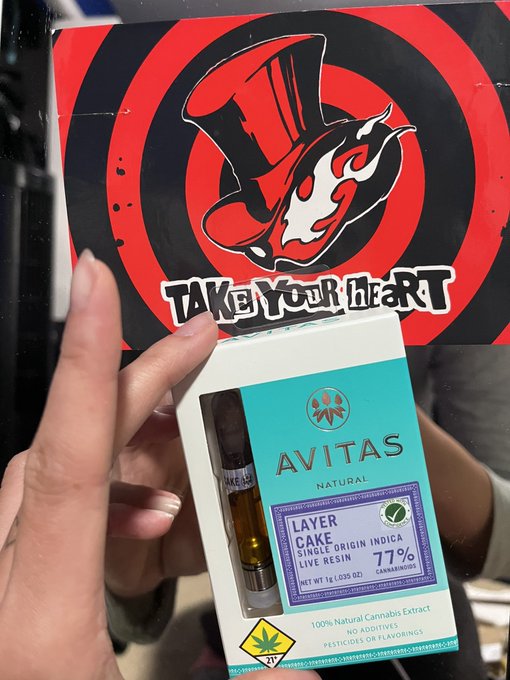 TAKE YOUR HEART
AVITAS
AVITAS
NATURAL
LAYER
CAKE
SINGLE ORIGIN INDICA
LIVE RESIN
77%
CANNABINOIDS
NET WT 1g (.035 OZ)
100% Natural Cannabis Extract
NO ADDITIVES
PESTICIDES OR FLAVORINGS
21+